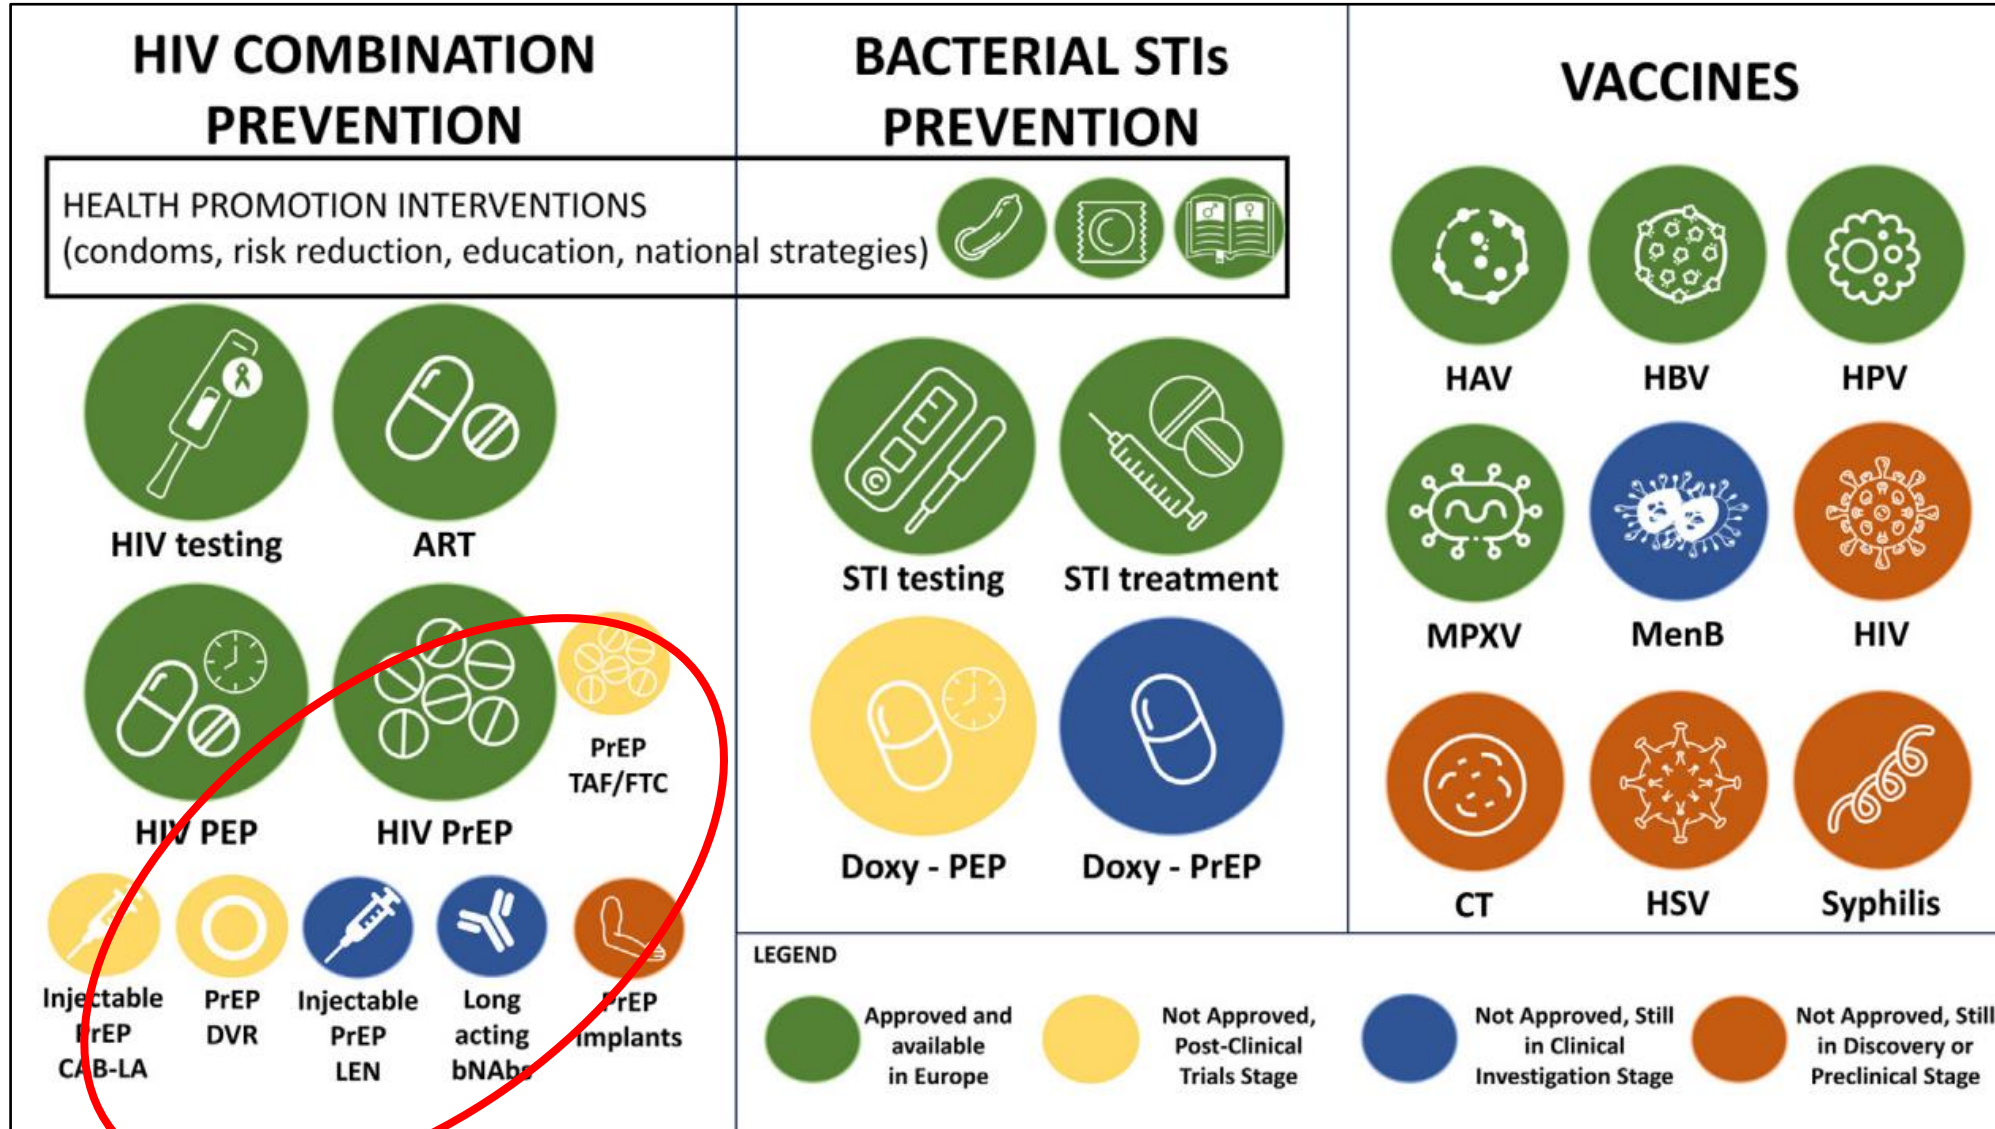 HIV COMBINATION
PREVENTION
HEALTH PROMOTION INTERVENTIONS
(condoms, risk reduction, education, national strategies)
HIV testing
ART
HIV PEP
HIV PrEP
PrEP
TAF/FTC
Injectable
PrEP
CAB-LA
PrEP
DVR
Injectable
PrEP
LEN
Long
acting
bNAbs
PrEP
implants
BACTERIAL STIs
PREVENTION
STI testing
STI treatment
Doxy - PEP
Doxy - PrEP
VACCINES
HAV
HBV
HPV
MPXV
MenB
HIV
CT
HSV
Syphilis
LEGEND
Approved and
available
in Europe
Not Approved,
Post-Clinical
Trials Stage
Not Approved, Still
in Clinical
Investigation Stage
Not Approved, Still
in Discovery or
Preclinical Stage